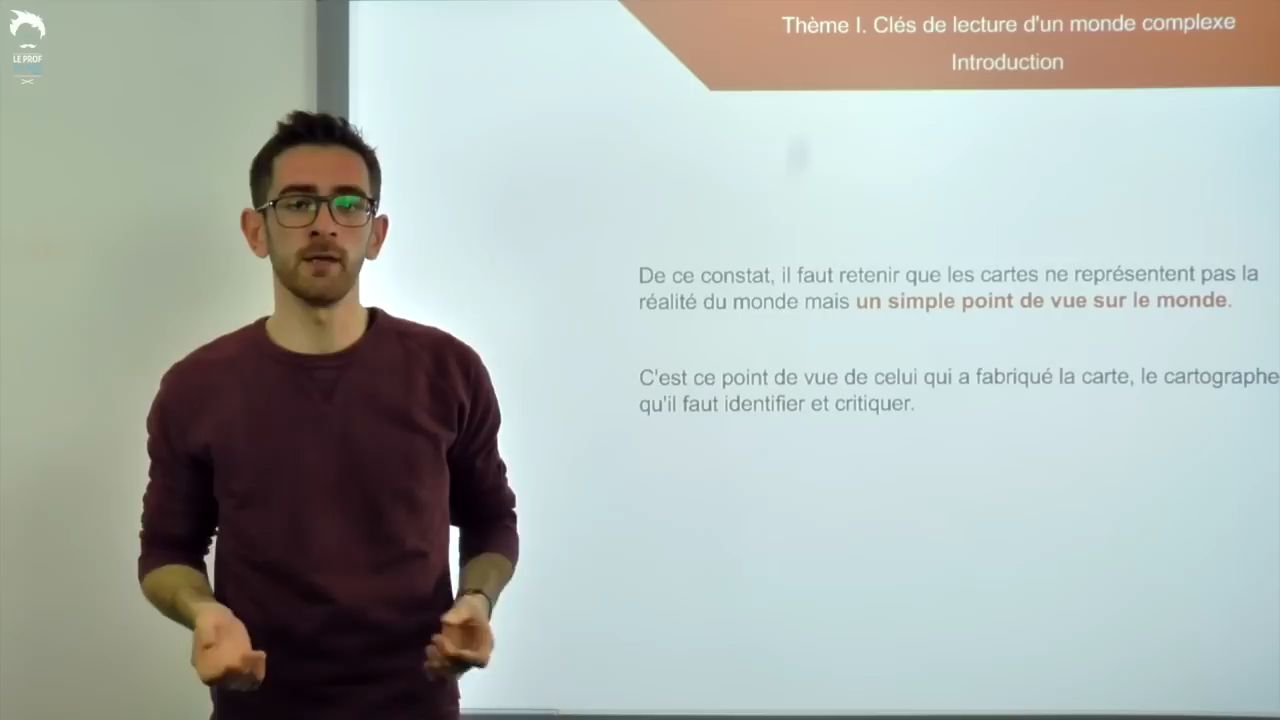 LE PROF
Thème I. Clés de lecture d'un monde complexe
Introduction
De ce constat, il faut retenir que les cartes ne représentent pas la
réalité du monde mais un simple point de vue sur le monde.
C'est ce point de vue de celui qui a fabriqué la carte, le cartographe
qu'il faut identifier et critiquer.